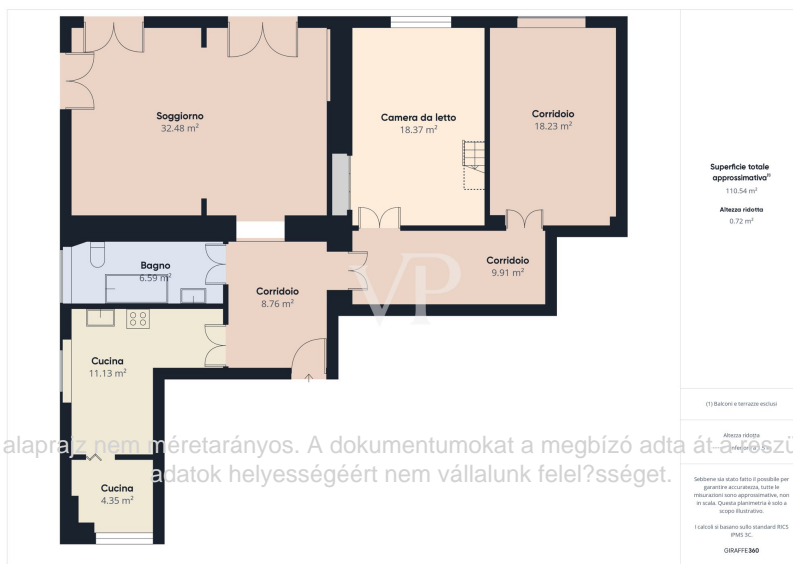 Soggiorno
32.48 m²
Camera da letto
18.37 m²
Corridoio
18.23 m²
Bagno
6.59 m²
Corridoio
8.76 m²
Corridoio
9.91 m²
VP
Cucina
11.13 m²
Cucina
4.35 m²
alaprajz nem méretarányos. A dokumentumokat a megbízó adta át a részü
adatok helyességéért nem vállalunk felel?sséget.
Superficie totale
approssimativa⁽¹⁾
110.54 m²
Altezza ridotta
0.72 m²
(1) Balconi e terrazze esclusi
Altezza ridotta
Sebbene sia stato fatto il possibile per
garantire accuratezza, tutte le
misurazioni sono approssimative, non
in scala. Questa planimetria è solo a
scopo illustrativo.
I calcoli si basano sullo standard RICS
IPMS 3C.
GIRAFFE360